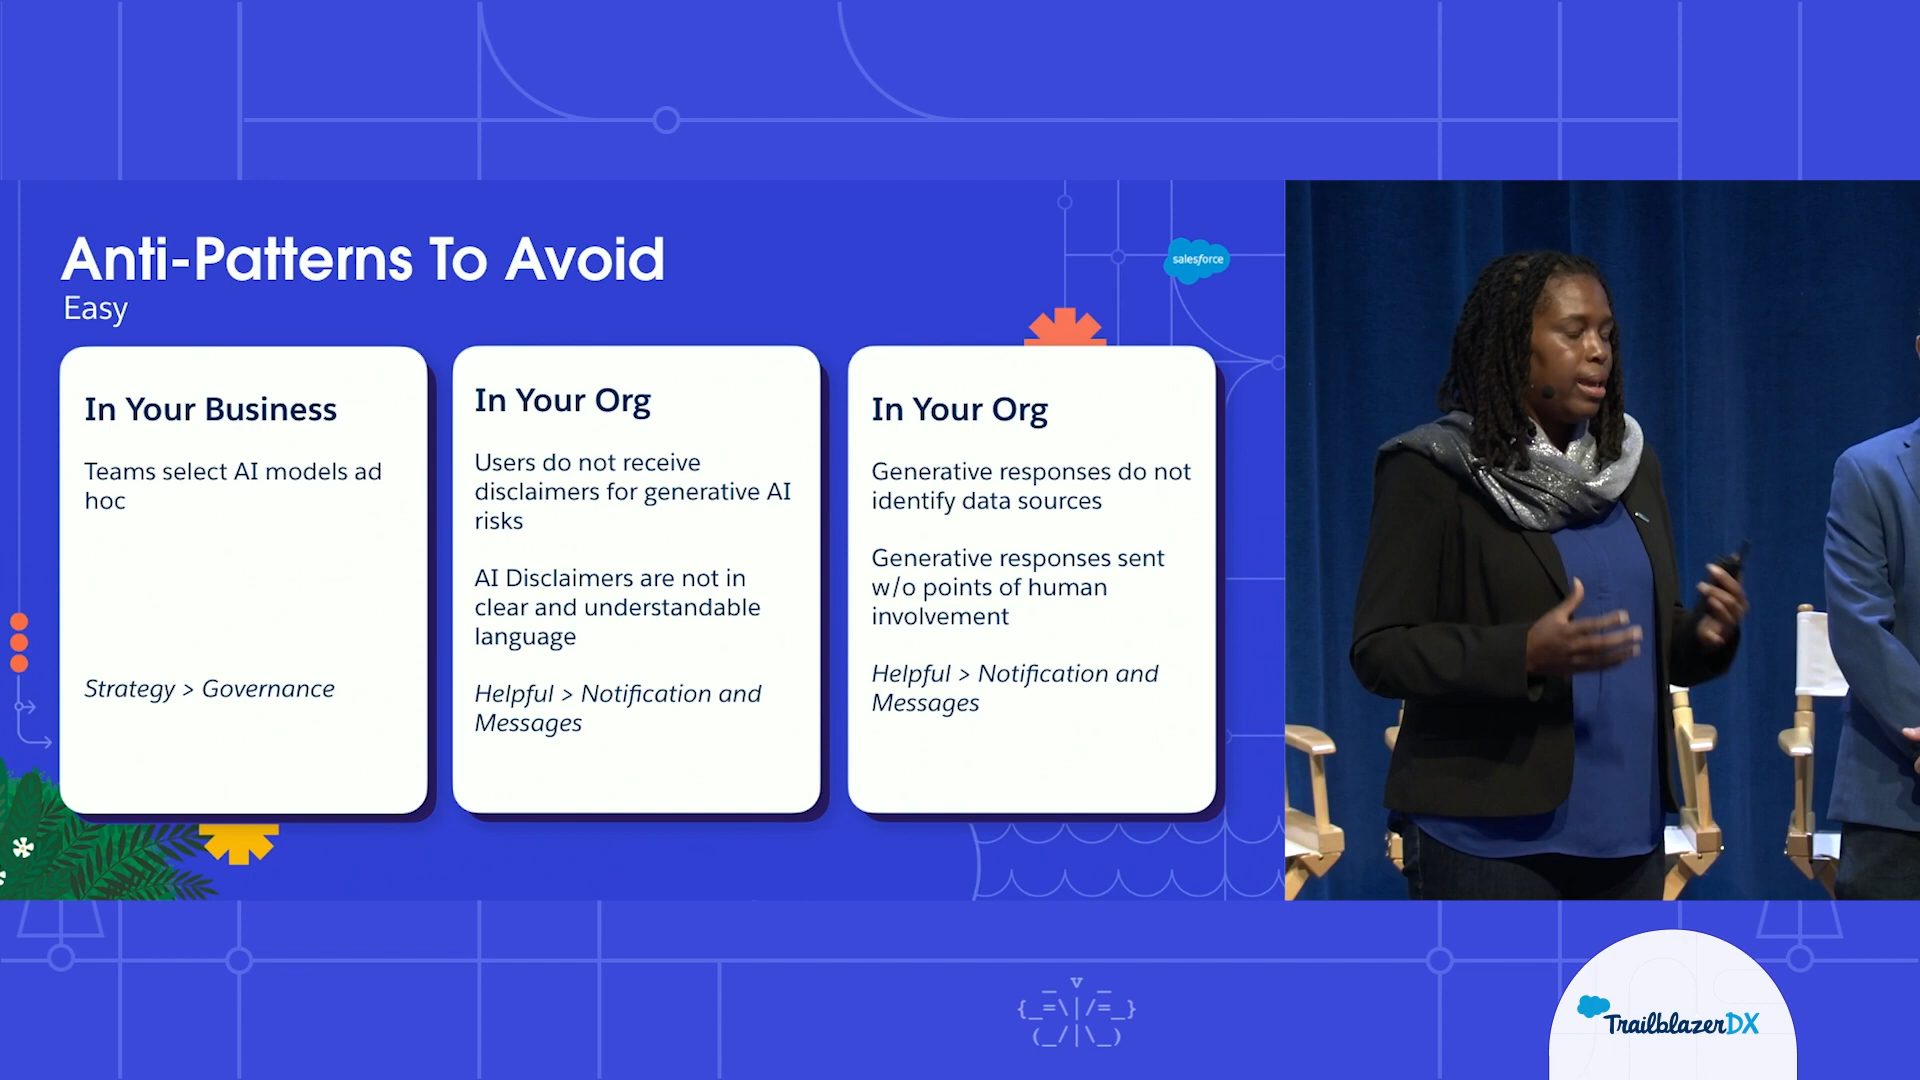 Anti-Patterns To Avoid
Easy
salesforce
In Your Business
Teams select AI models ad
hoc
Strategy > Governance
In Your Org
Users do not receive
disclaimers for generative AI
risks
AI Disclaimers are not in
clear and understandable
language
Helpful > Notification and
Messages
In Your Org
Generative responses do not
identify data sources
Generative responses sent
w/o points of human
involvement
Helpful > Notification and
Messages
TrailblazerDX